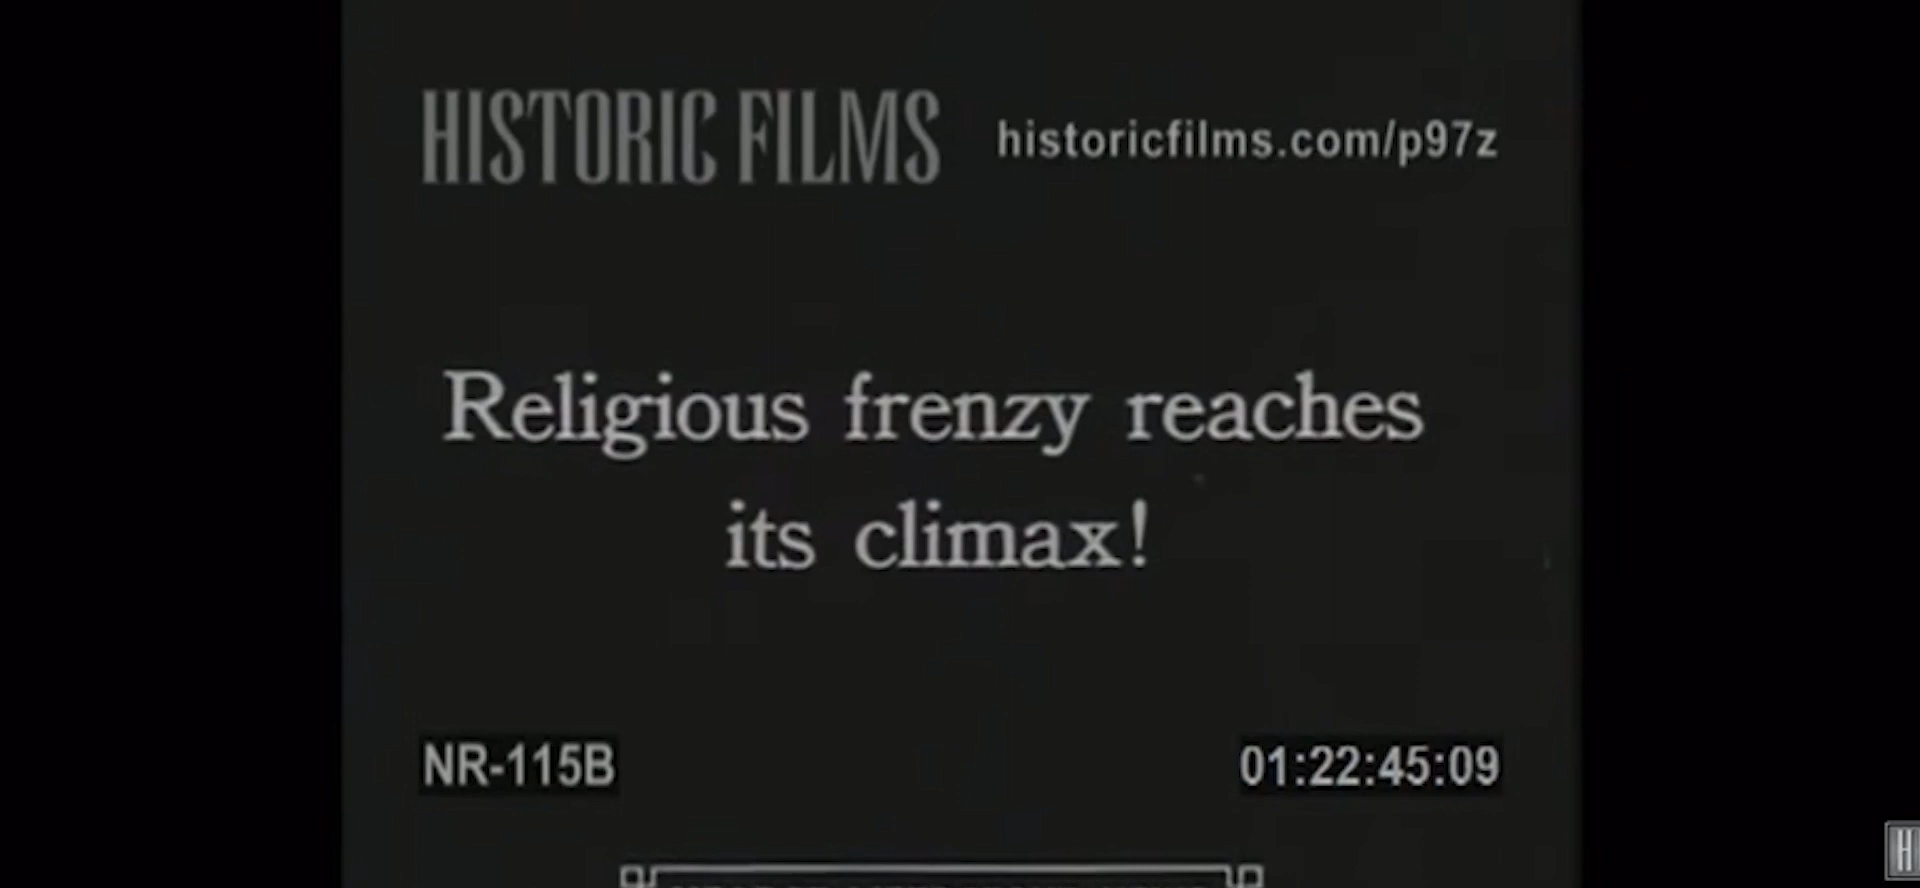 HISTORIC FILMS historicfilms.com/p97z
Religious frenzy reaches
its climax!
NR-115B 01:22:45:09
H